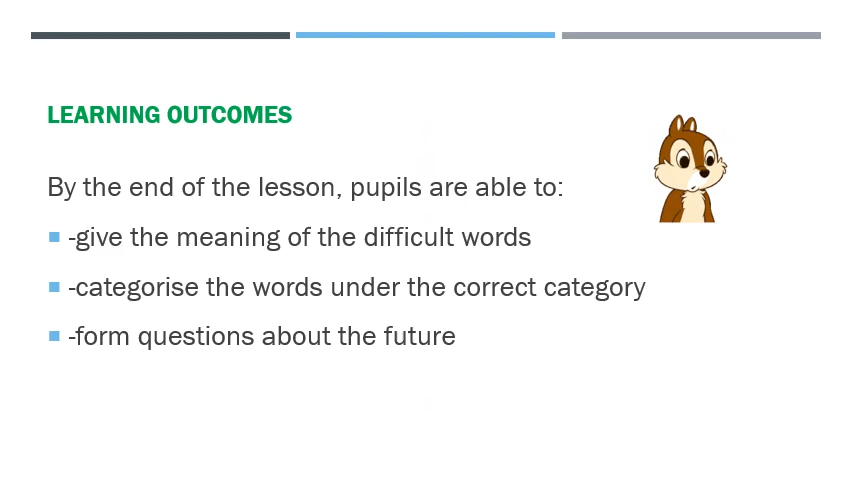 LEARNING OUTCOMES
By the end of the lesson, pupils are able to:
-give the meaning of the difficult words
-categorise the words under the correct category
-form questions about the future